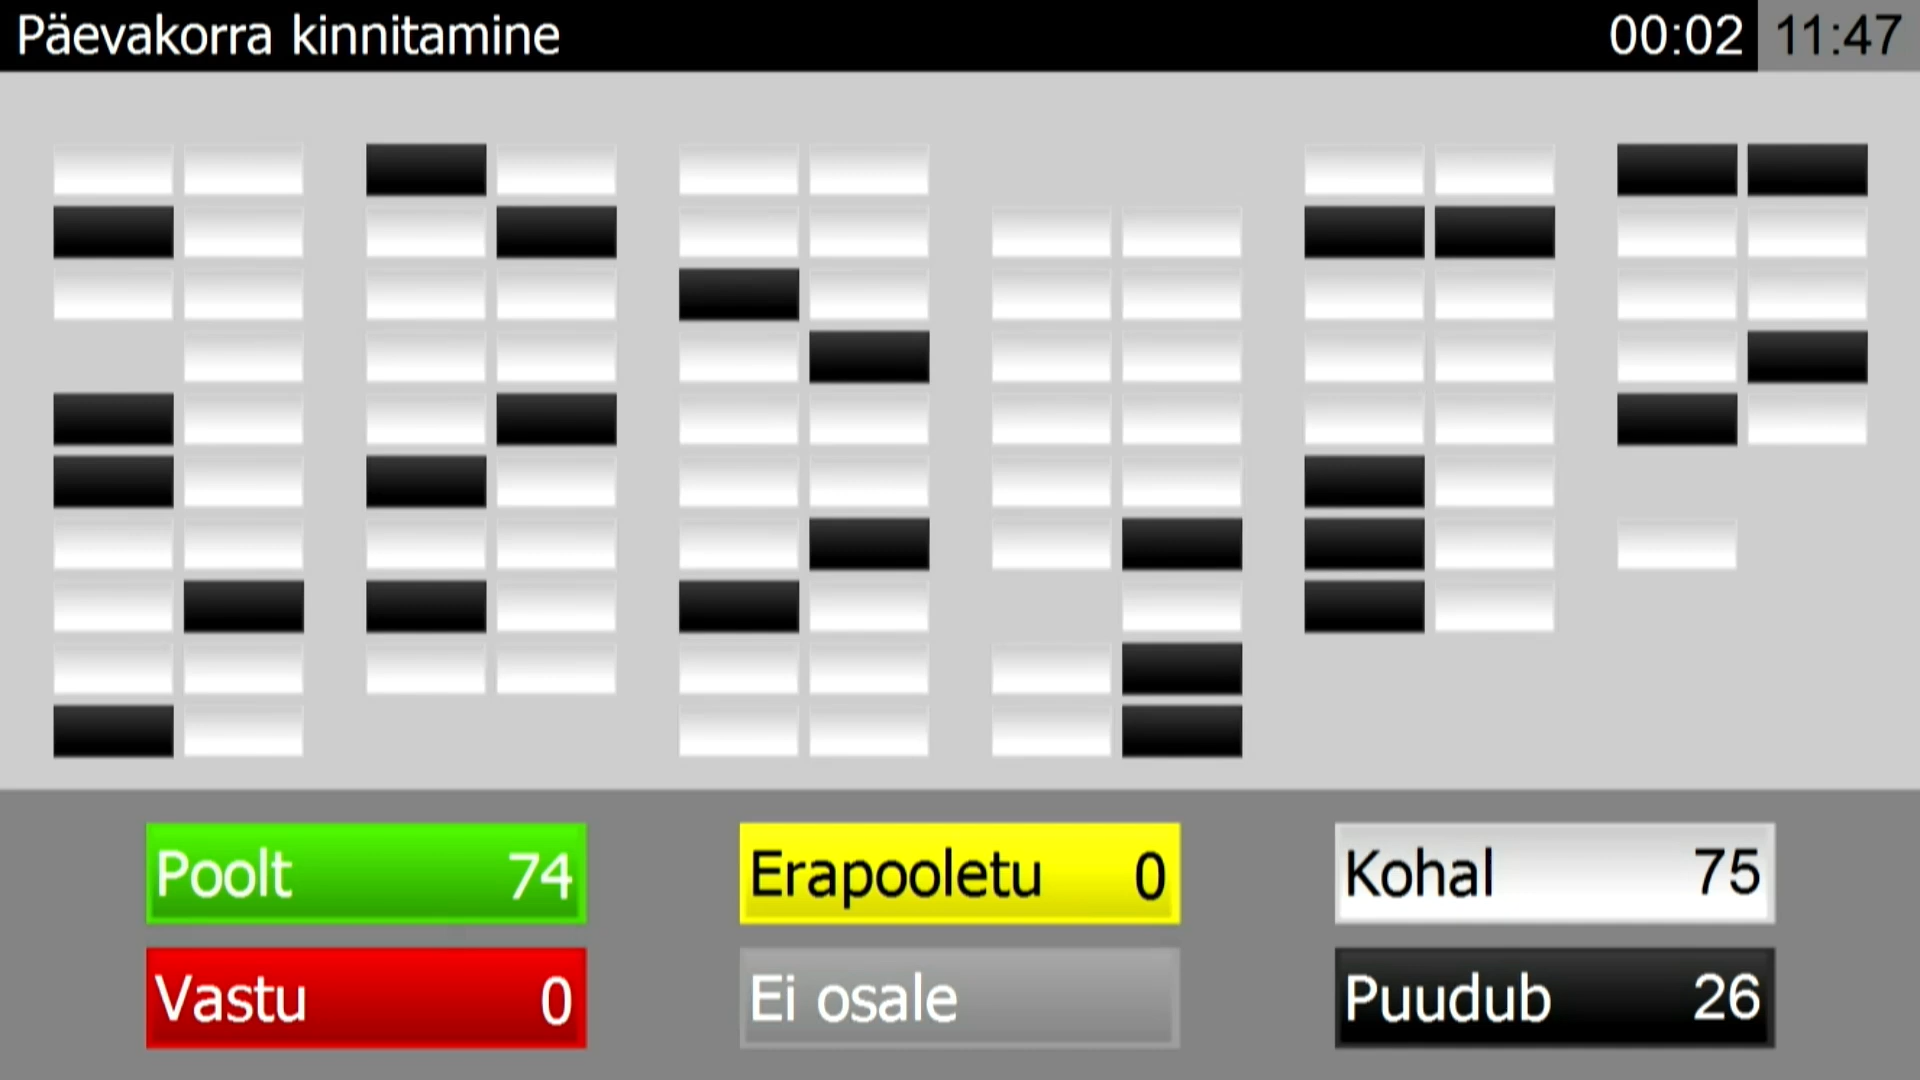 Päevakorra kinnitamine 00:02 11:47
Poolt 74 Erapooletu 0 Kohal 75
Vastu 0 Ei osale Puudub 26